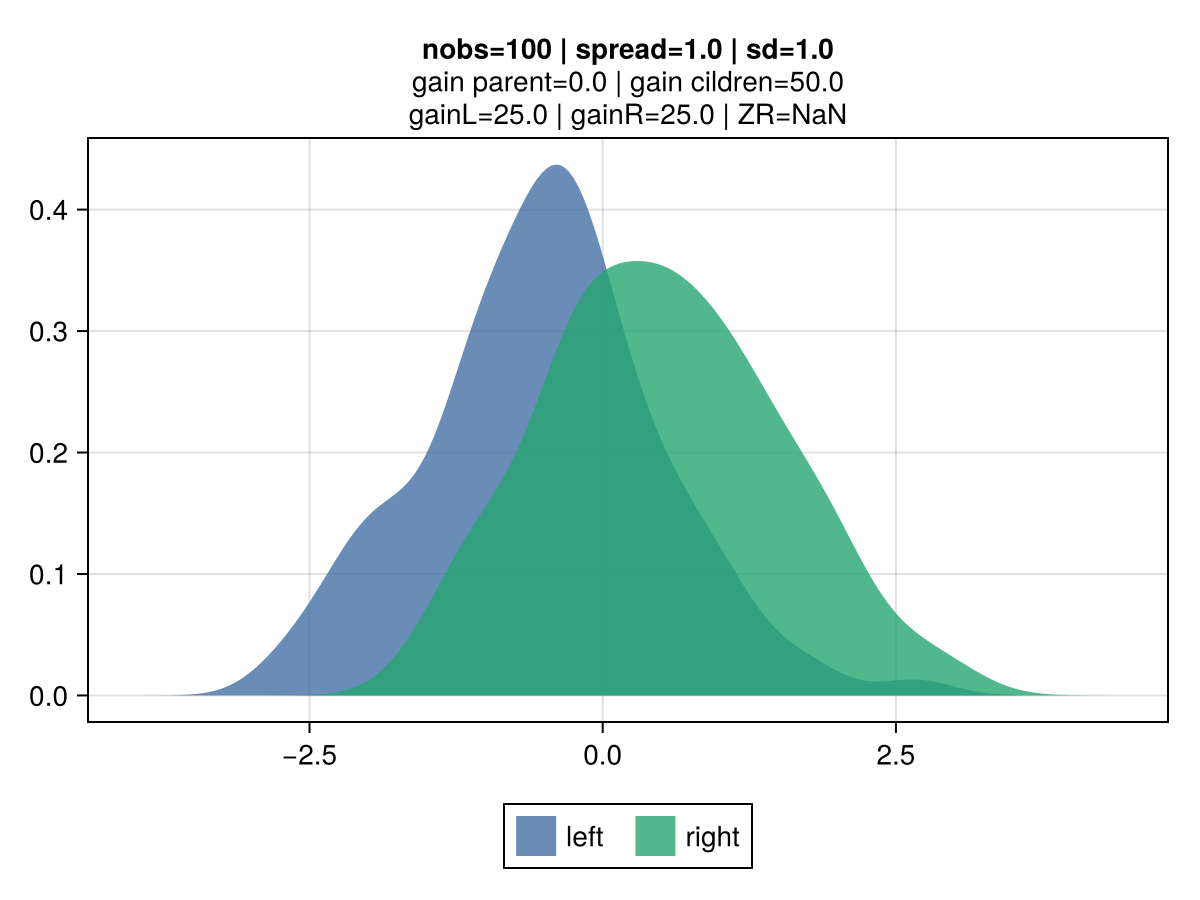 nobs=100 | spread=1.0 | sd=1.0
gain parent=0.0 | gain cildren=50.0
gainL=25.0 | gainR=25.0 | ZR=NaN
0.4
0.3
0.2
0.1
0.0
−2.5 0.0 2.5
left right